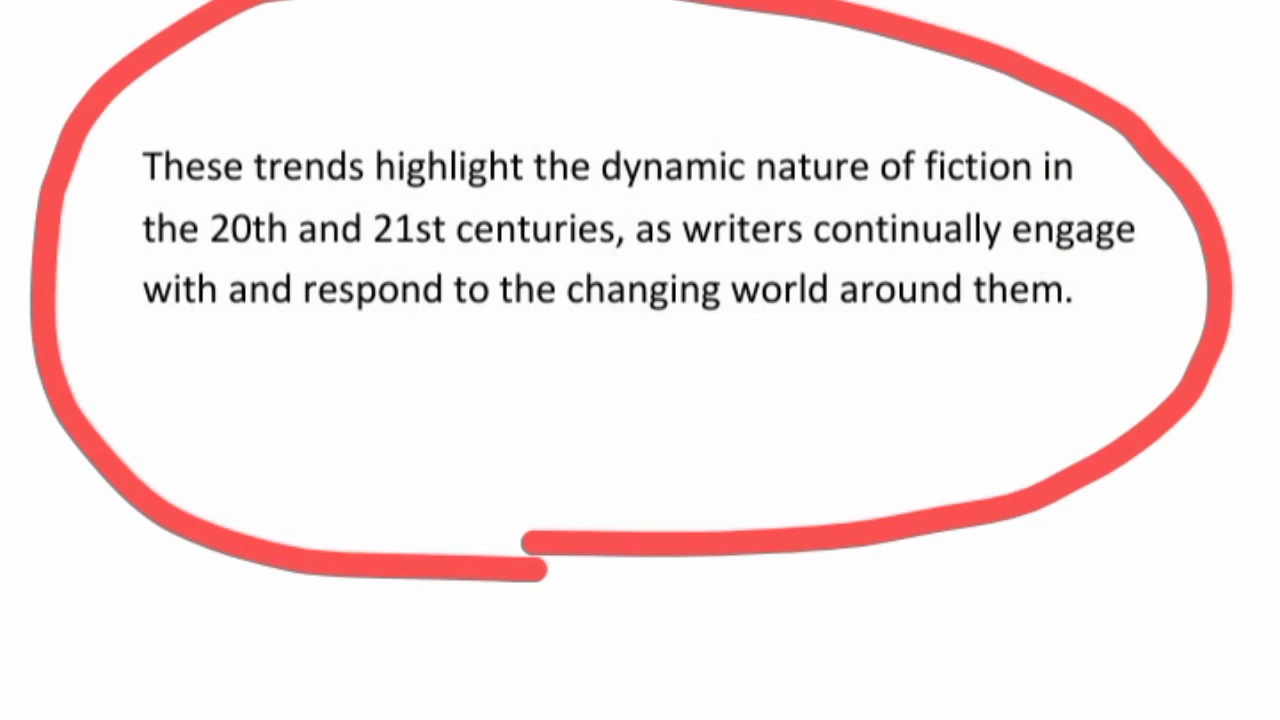 These trends highlight the dynamic nature of fiction in
the 20th and 21st centuries, as writers continually engage
with and respond to the changing world around them.